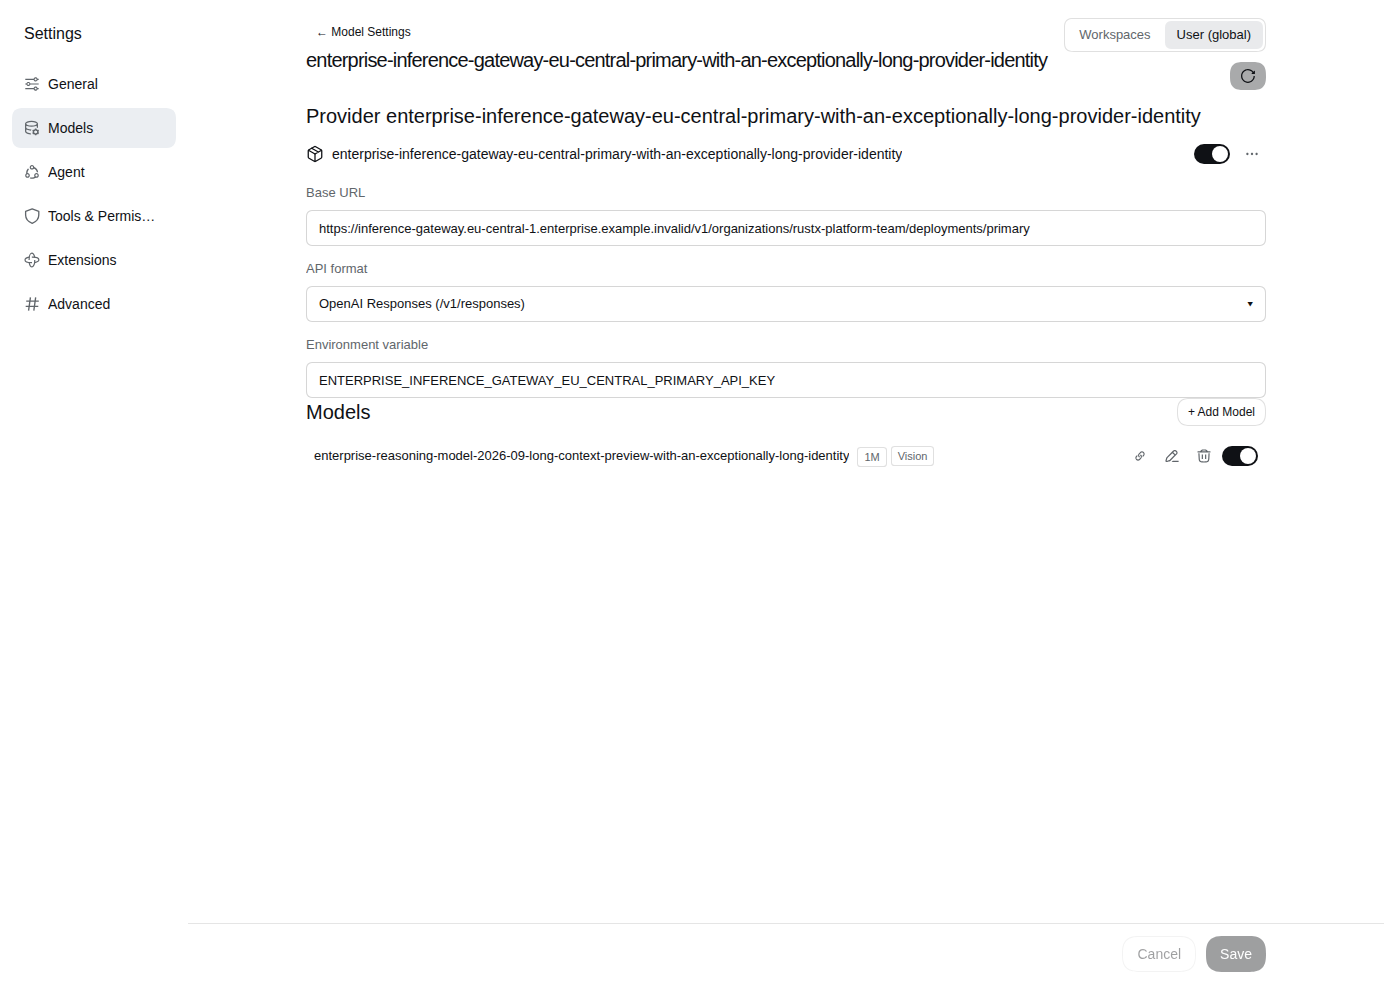 Settings
General
Models
Agent
Tools & Permis…
Extensions
Advanced
← Model Settings
Workspaces
User (global)
enterprise-inference-gateway-eu-central-primary-with-an-exceptionally-long-provider-identity
Provider enterprise-inference-gateway-eu-central-primary-with-an-exceptionally-long-provider-identity
enterprise-inference-gateway-eu-central-primary-with-an-exceptionally-long-provider-identity
Base URL
https://inference-gateway.eu-central-1.enterprise.example.invalid/v1/organizations/rustx-platform-team/deployments/primary
API format
OpenAI Responses (/v1/responses)
Environment variable
ENTERPRISE_INFERENCE_GATEWAY_EU_CENTRAL_PRIMARY_API_KEY
Models
+ Add Model
enterprise-reasoning-model-2026-09-long-context-preview-with-an-exceptionally-long-identity 1M Vision
Cancel
Save